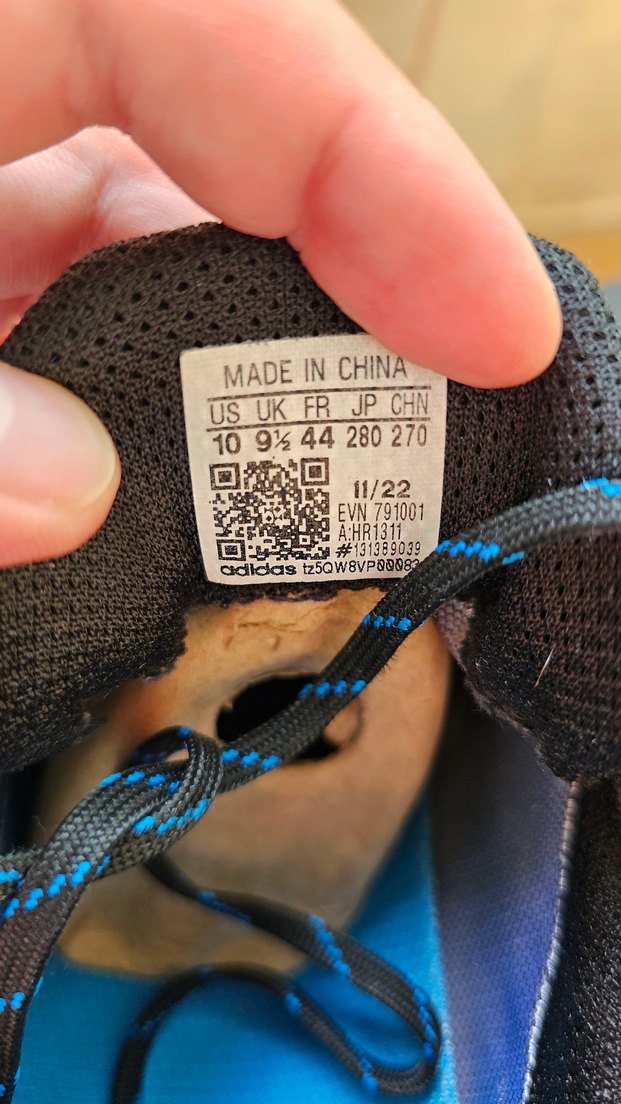 MADE IN CHINA
US UK FR JP CHN
10 9½ 44 280 270
11/22
EVN 791001
A:HR1311
#131389039
adidas tz5QW8VP00083